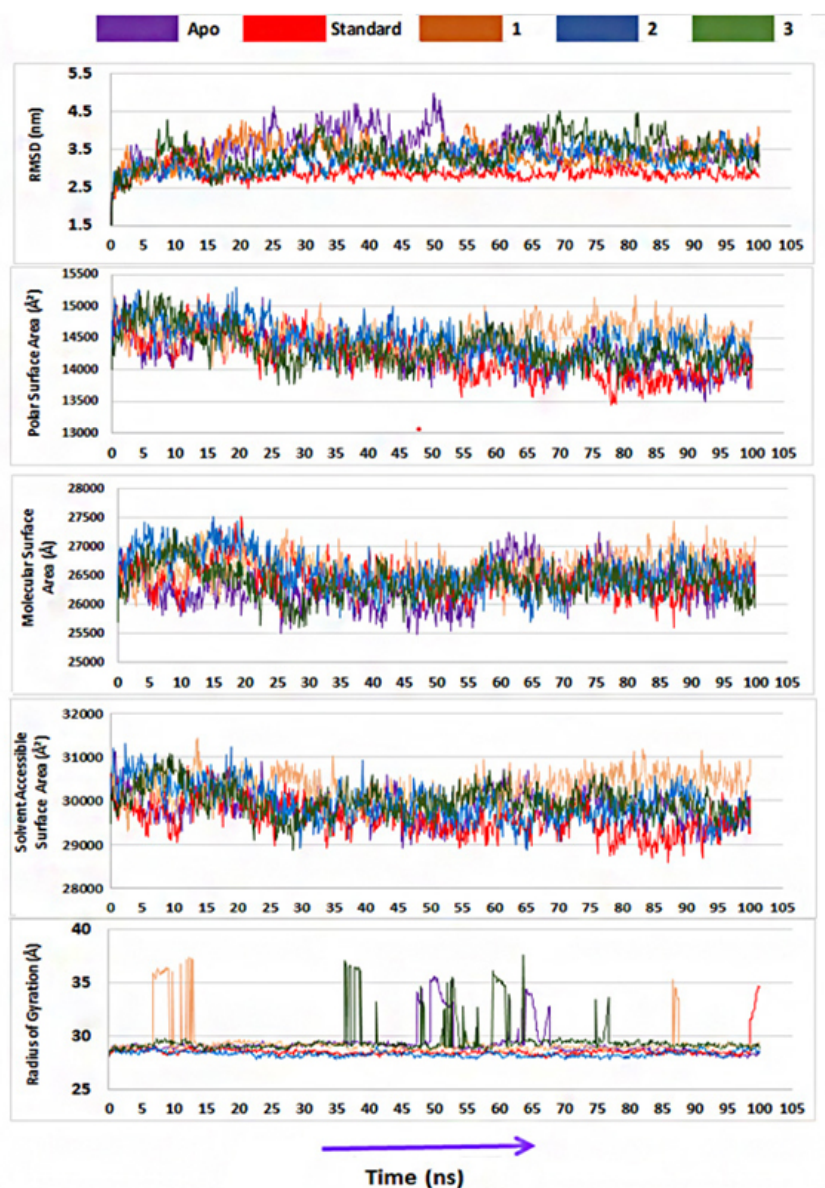 Apo Standard 1 2 3
RMSD (nm)
5.5
4.5
3.5
2.5
1.5
0 5 10 15 20 25 30 35 40 45 50 55 60 65 70 75 80 85 90 95 100 105
Polar Surface Area (Å²)
15500
15000
14500
14000
13500
13000
0 5 10 15 20 25 30 35 40 45 50 55 60 65 70 75 80 85 90 95 100 105
Molecular Surface
Area (Å)
28000
27500
27000
26500
26000
25500
25000
0 5 10 15 20 25 30 35 40 45 50 55 60 65 70 75 80 85 90 95 100 105
Solvent Accessible
Surface Area (Å²)
32000
31000
30000
29000
28000
0 5 10 15 20 25 30 35 40 45 50 55 60 65 70 75 80 85 90 95 100 105
Radius of Gyration (Å)
40
35
30
25
0 5 10 15 20 25 30 35 40 45 50 55 60 65 70 75 80 85 90 95 100 105
Time (ns)